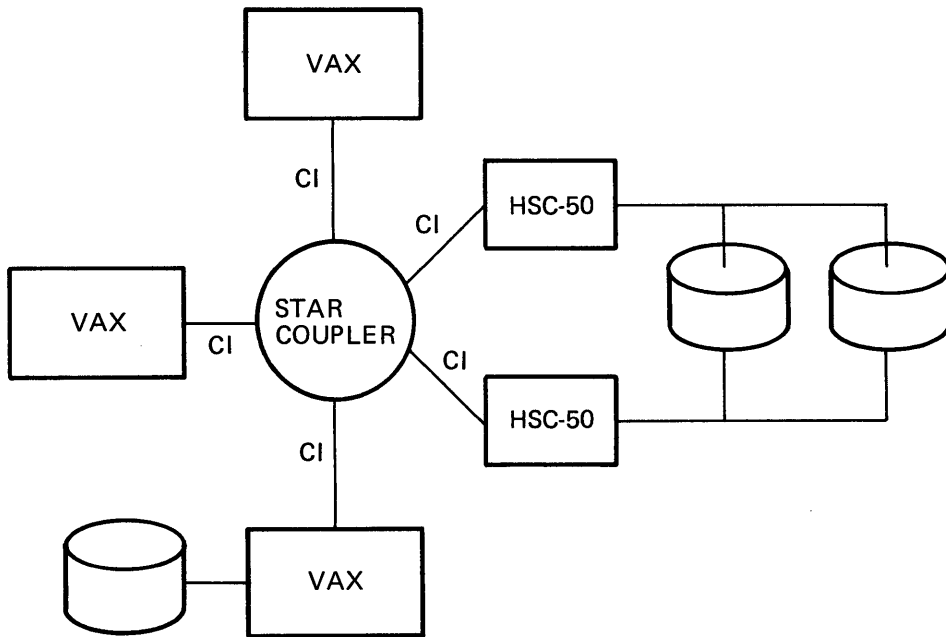 VAX
CI
HSC-50
CI
VAX
CI
STAR
COUPLER
CI
HSC-50
CI
VAX